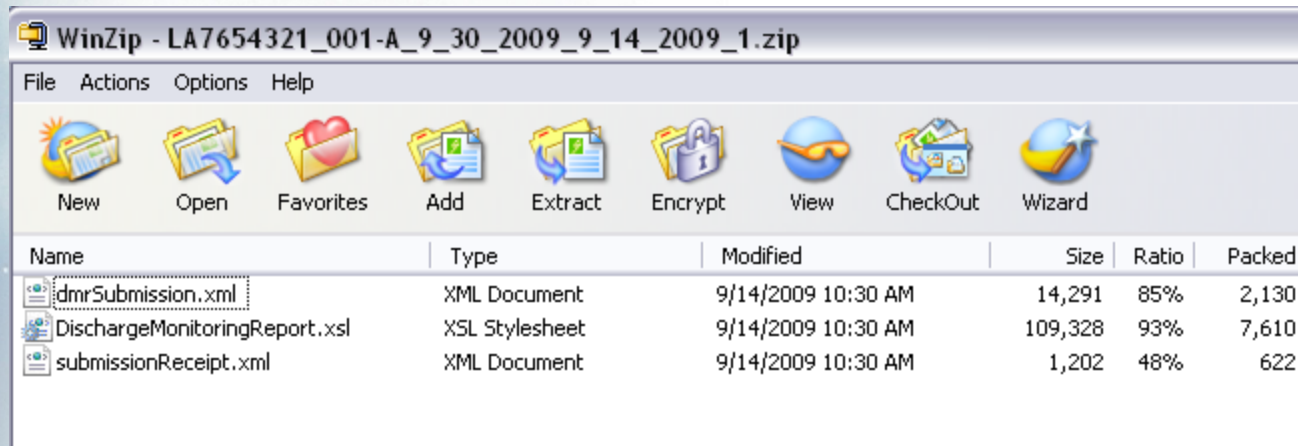 WinZip - LA7654321_001-A_9_30_2009_9_14_2009_1.zip
File Actions Options Help
New Open Favorites Add Extract Encrypt View CheckOut Wizard
Name Type Modified Size Ratio Packed
dmrSubmission.xml XML Document 9/14/2009 10:30 AM 14,291 85% 2,130
DischargeMonitoringReport.xsl XSL Stylesheet 9/14/2009 10:30 AM 109,328 93% 7,610
submissionReceipt.xml XML Document 9/14/2009 10:30 AM 1,202 48% 622